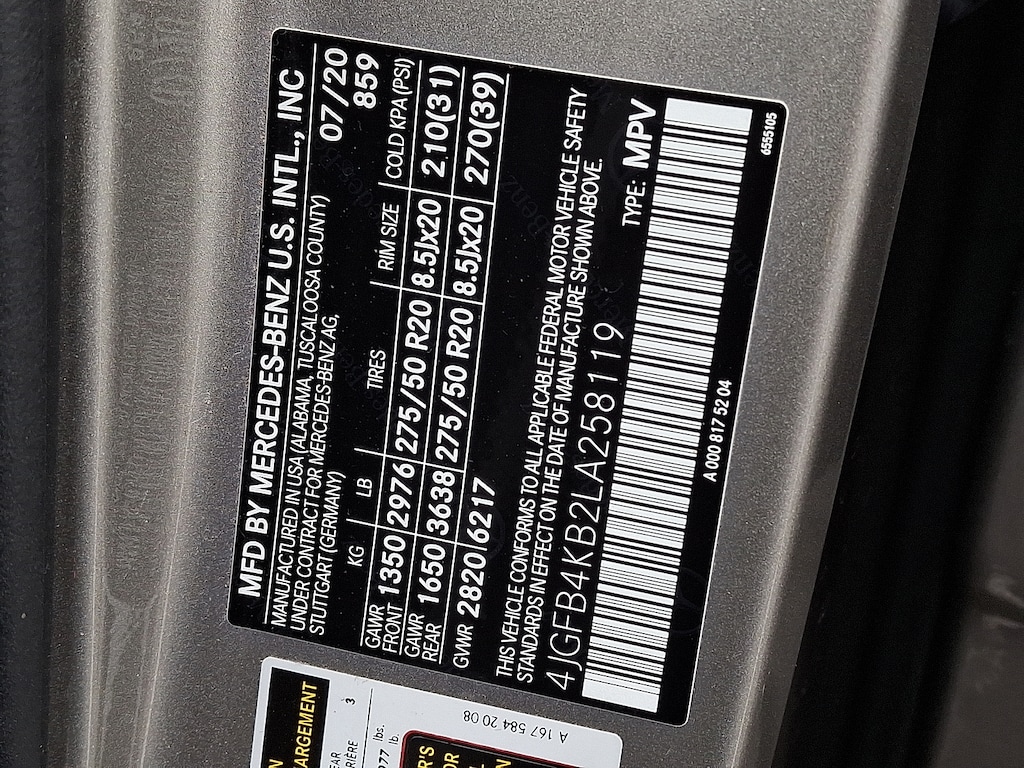 MFD BY MERCEDES-BENZ U.S. INTL., INC
MANUFACTURED IN USA (ALABAMA, TUSCALOOSA COUNTY)
UNDER CONTRACT FOR MERCEDES-BENZ AG, 07/20
STUTTGART (GERMANY) 859
KG LB TIRES RIM SIZE COLD KPA (PSI)
GAWR FRONT 1350 2976 275/50 R20 8.5Jx20 210(31)
GAWR REAR 1650 3638 275/50 R20 8.5Jx20 270(39)
GVWR 2820 6217
THIS VEHICLE CONFORMS TO ALL APPLICABLE FEDERAL MOTOR VEHICLE SAFETY
STANDARDS IN EFFECT ON THE DATE OF MANUFACTURE SHOWN ABOVE.
4JGFB4KB2LA258119 TYPE: MPV
A 000 817 52 04
6555105
A 167 584 20 08
3
lbs.
lb.